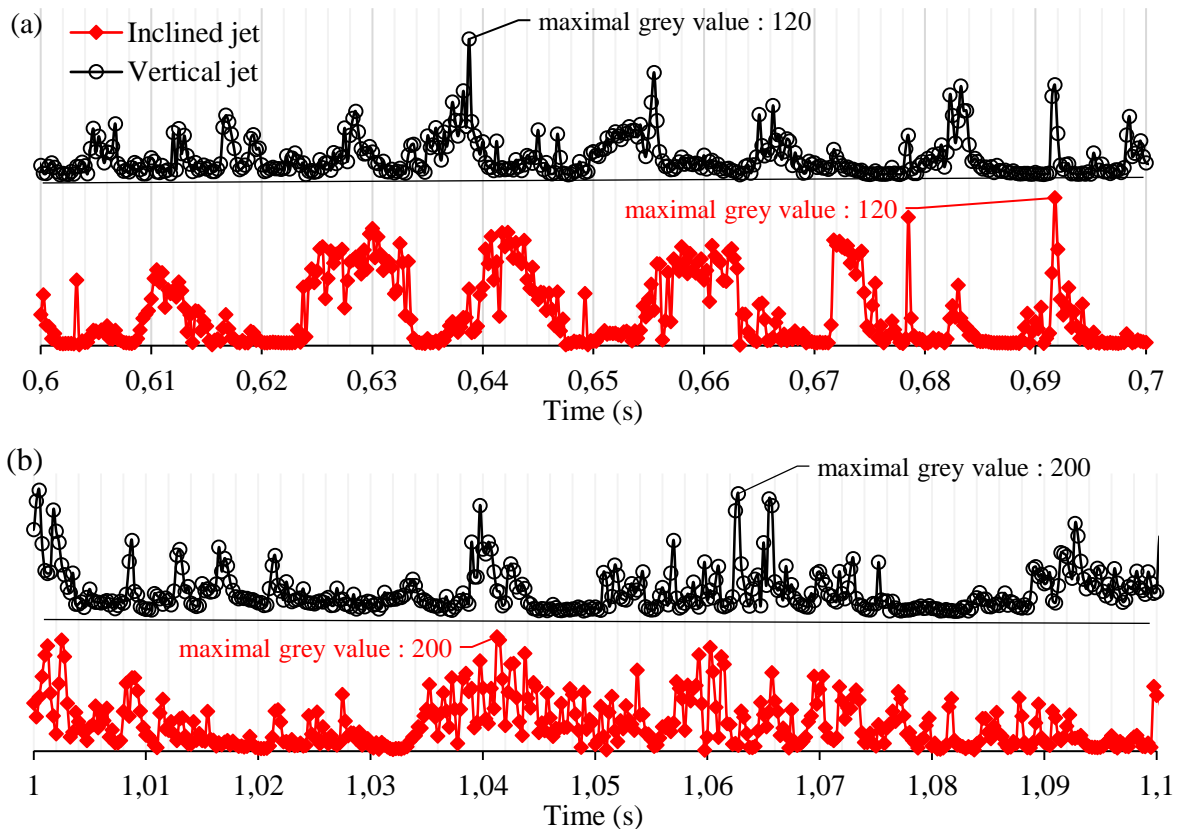 (a)
Inclined jet
Vertical jet
maximal grey value : 120
maximal grey value : 120
0,6 0,61 0,62 0,63 0,64 0,65 0,66 0,67 0,68 0,69 0,7
Time (s)
(b)
maximal grey value : 200
maximal grey value : 200
1 1,01 1,02 1,03 1,04 1,05 1,06 1,07 1,08 1,09 1,1
Time (s)